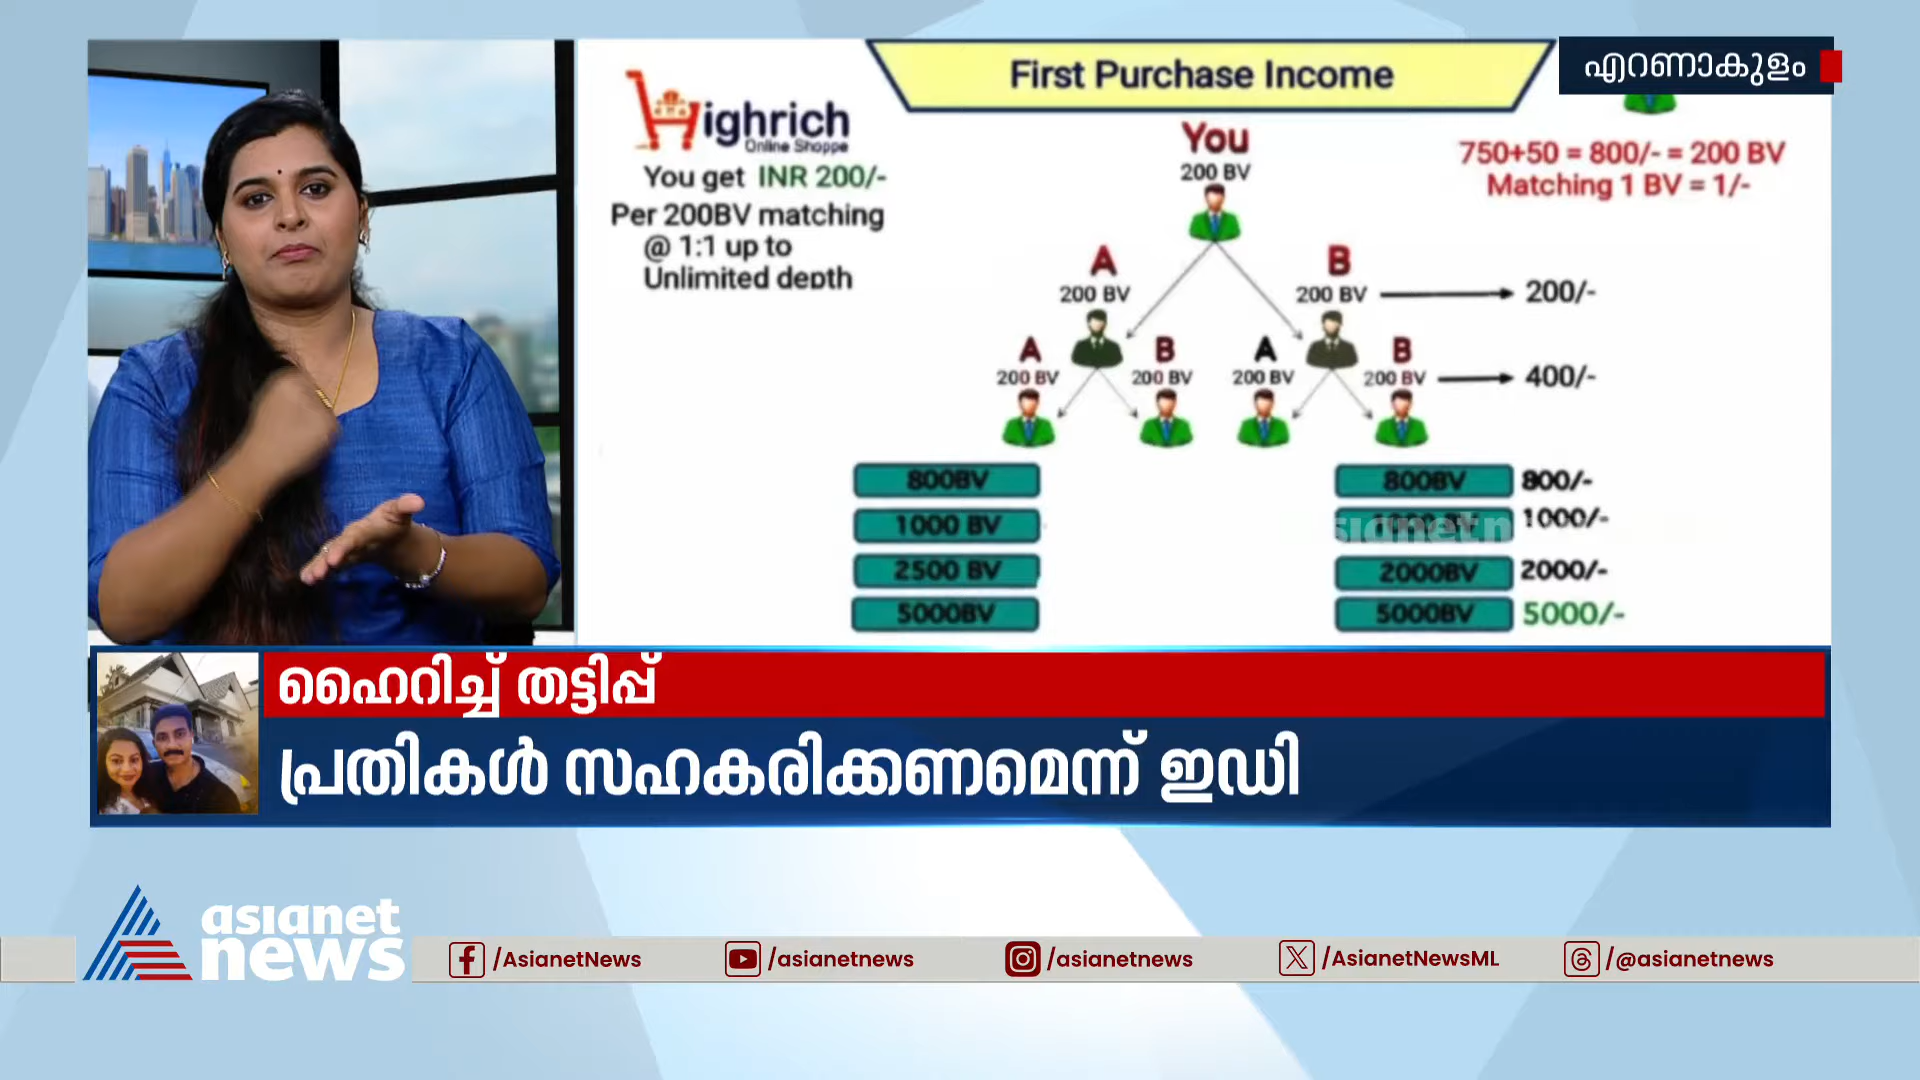 എറണാകുളം
First Purchase Income
Highrich
Online Shoppe
You get INR 200/-
Per 200BV matching
@ 1:1 up to
Unlimited depth
You
200 BV
750+50 = 800/- = 200 BV
Matching 1 BV = 1/-
A
B
200 BV
200 BV
200/-
A
B
A
B
200 BV
200 BV
200 BV
200 BV
400/-
800BV
800BV
800/-
1000 BV
1000/-
2500 BV
2000BV
2000/-
5000BV
5000BV
5000/-
ഹൈറിച്ച് തട്ടിപ്പ്
പ്രതികൾ സഹകരിക്കണമെന്ന് ഇഡി
asianet
news
/AsianetNews
/asianetnews
/asianetnews
/AsianetNewsML
/@asianetnews